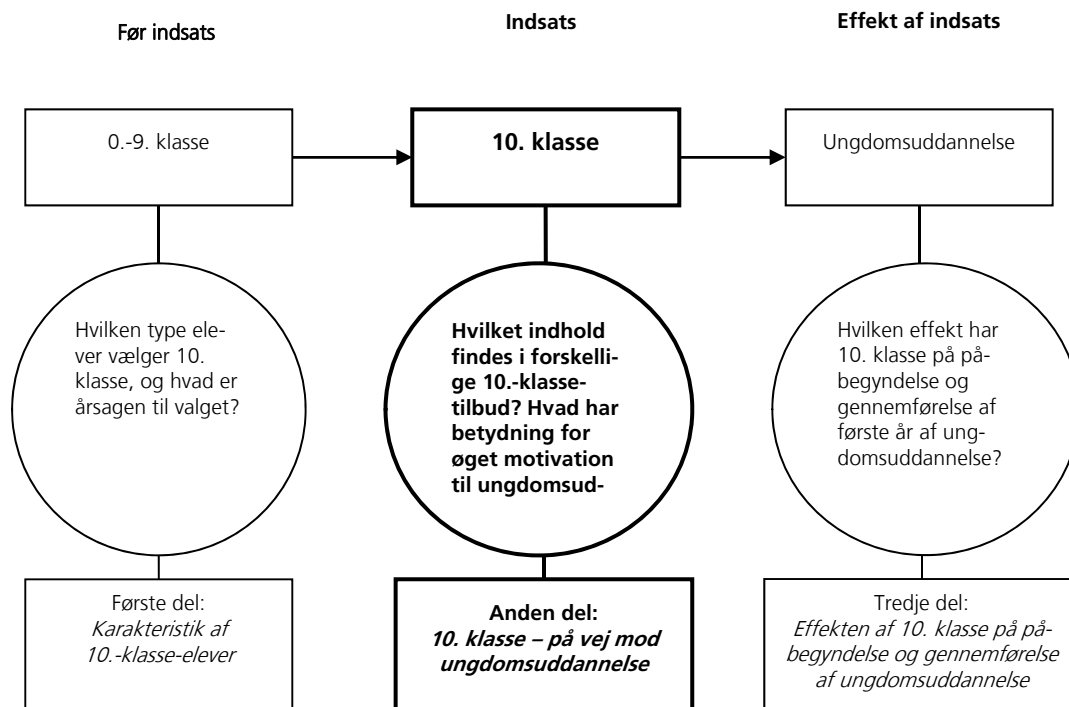 Før indsats
Indsats
Effekt af indsats
0.-9. klasse
10. klasse
Ungdomsuddannelse
Hvilken type ele-
ver vælger 10.
klasse, og hvad er
årsagen til valget?
Hvilket indhold
findes i forskelli-
ge 10.-klasse-
tilbud? Hvad har
betydning for
øget motivation
til ungdomsud-
Hvilken effekt har
10. klasse på på-
begyndelse og
gennemførelse af
første år af ung-
domsuddannelse?
Første del:
Karakteristik af
10.-klasse-elever
Anden del:
10. klasse – på vej mod
ungdomsuddannelse
Tredje del:
Effekten af 10. klasse på på-
begyndelse og gennemførelse
af ungdomsuddannelse